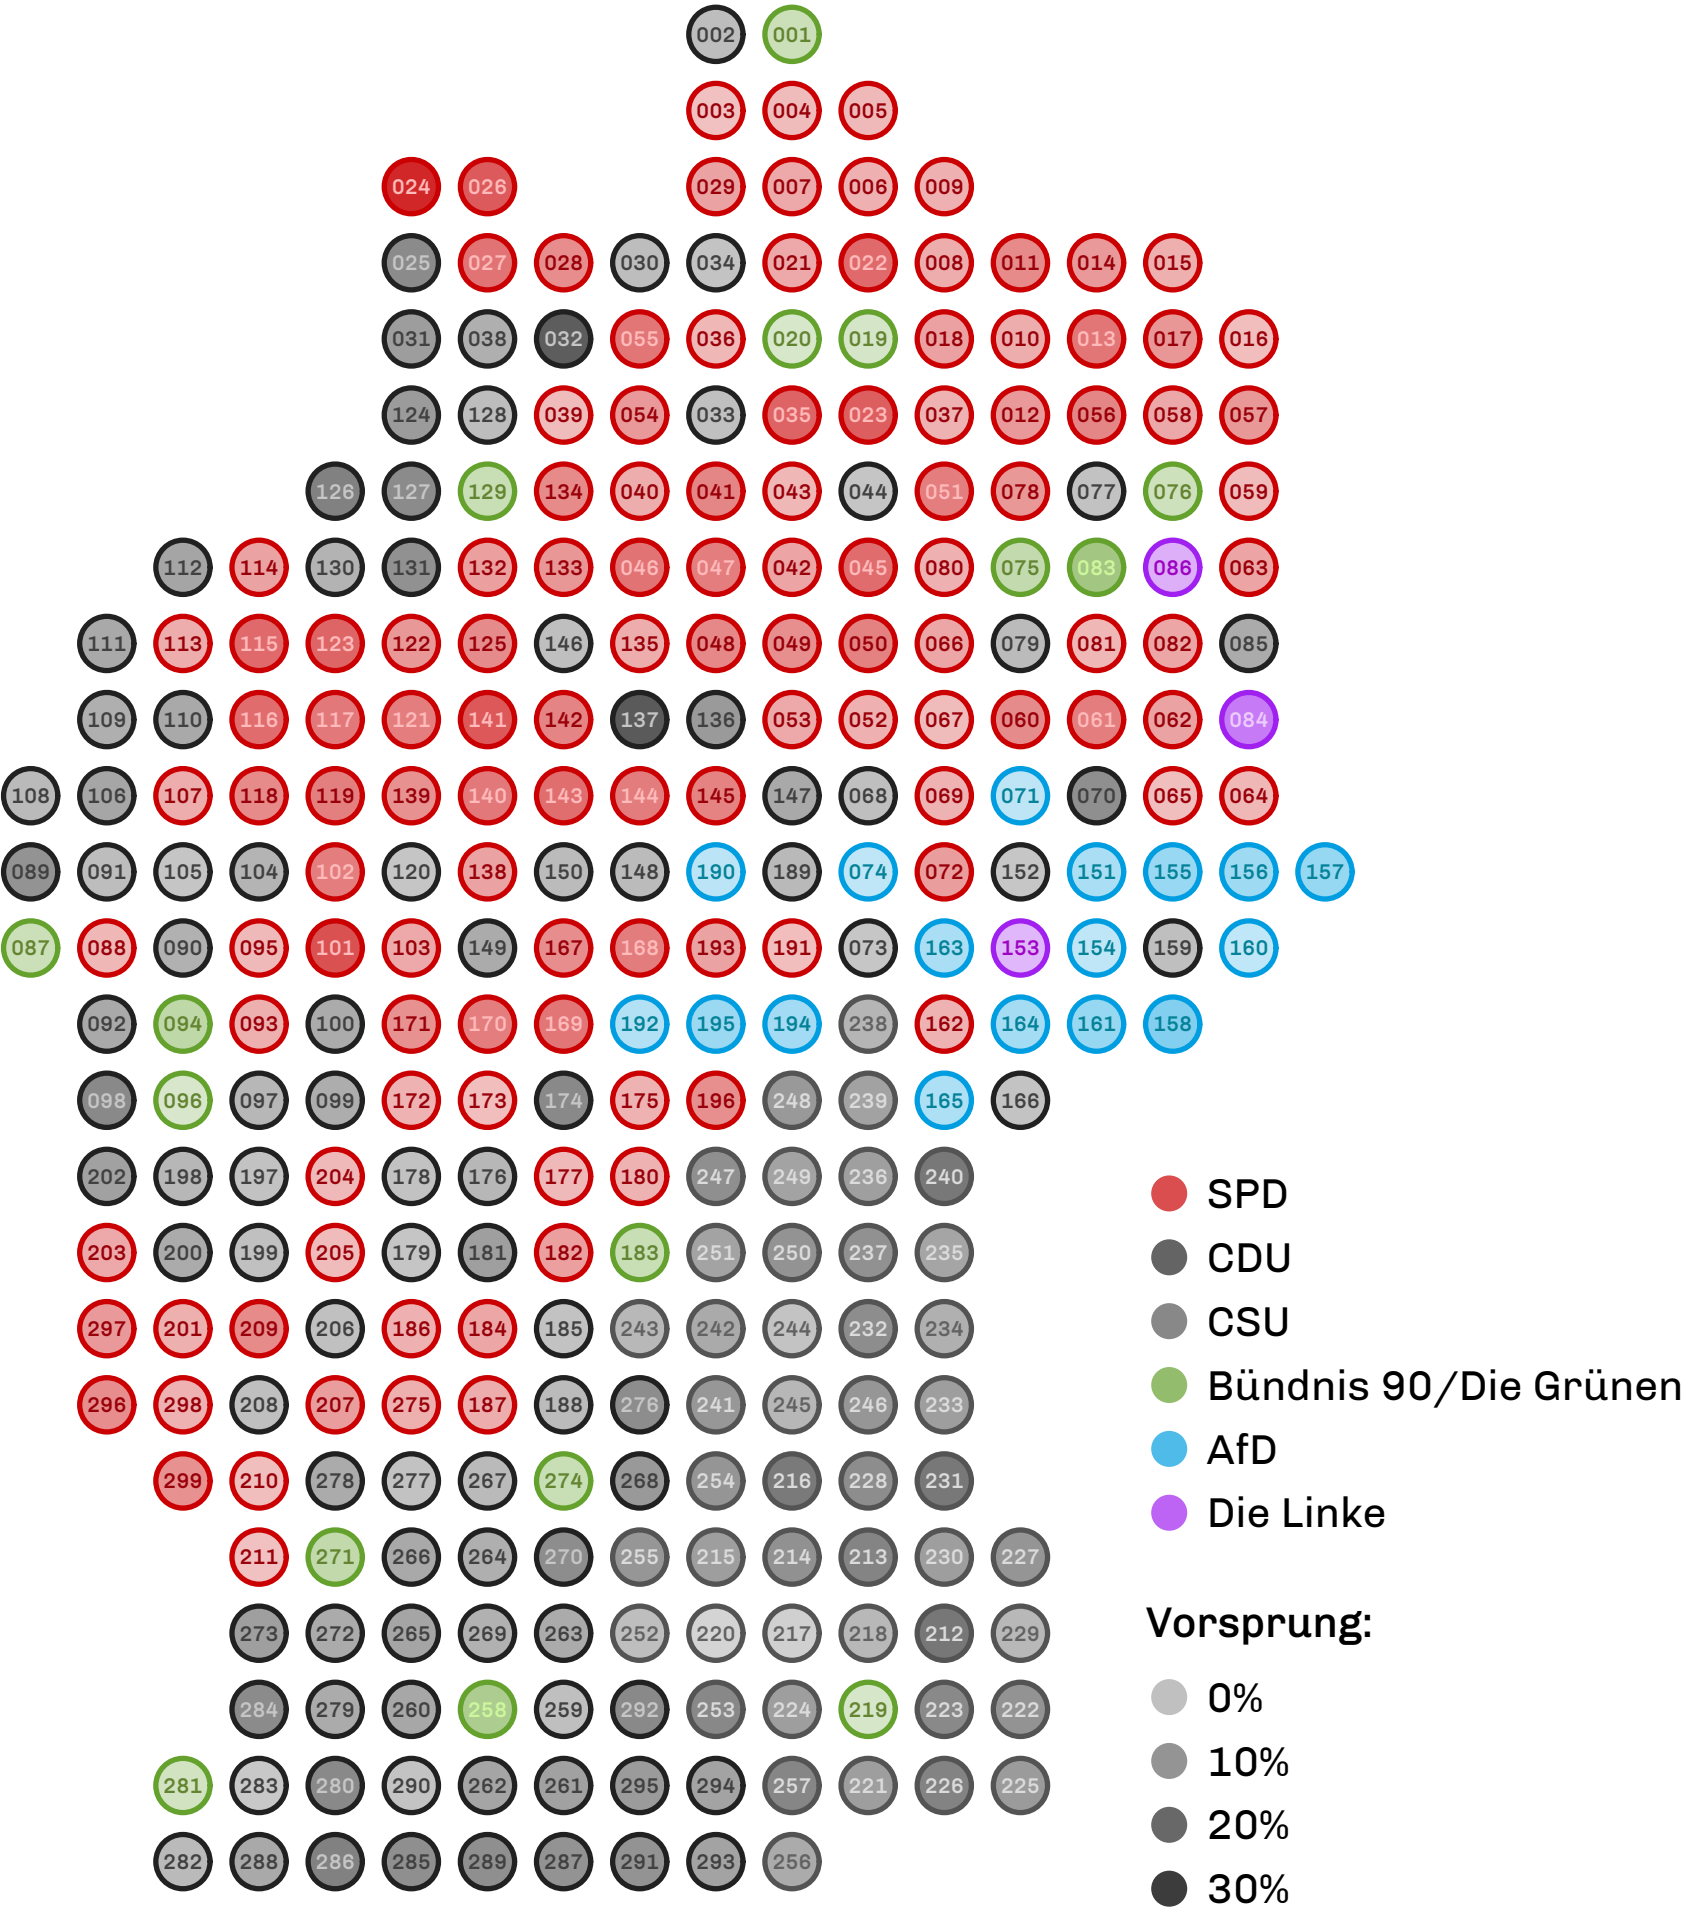 002 001
003 004 005
024 026 029 007 006 009
025 027 028 030 034 021 022 008 011 014 015
031 038 032 055 036 020 019 018 010 013 017 016
124 128 039 054 033 035 023 037 012 056 058 057
126 127 129 134 040 041 043 044 051 078 077 076 059
112 114 130 131 132 133 046 047 042 045 080 075 083 086 063
111 113 115 123 122 125 146 135 048 049 050 066 079 081 082 085
109 110 116 117 121 141 142 137 136 053 052 067 060 061 062 084
108 106 107 118 119 139 140 143 144 145 147 068 069 071 070 065 064
089 091 105 104 102 120 138 150 148 190 189 074 072 152 151 155 156 157
087 088 090 095 101 103 149 167 168 193 191 073 163 153 154 159 160
092 094 093 100 171 170 169 192 195 194 238 162 164 161 158
098 096 097 099 172 173 174 175 196 248 239 165 166
202 198 197 204 178 176 177 180 247 249 236 240
203 200 199 205 179 181 182 183 251 250 237 235
297 201 209 206 186 184 185 243 242 244 232 234
296 298 208 207 275 187 188 276 241 245 246 233
299 210 278 277 267 274 268 254 216 228 231
211 271 266 264 270 255 215 214 213 230 227
273 272 265 269 263 252 220 217 218 212 229
284 279 260 258 259 292 253 224 219 223 222
281 283 280 290 262 261 295 294 257 221 226 225
282 288 286 285 289 287 291 293 256
SPD
CDU
CSU
Bündnis 90/Die Grünen
AfD
Die Linke
Vorsprung:
0%
10%
20%
30%